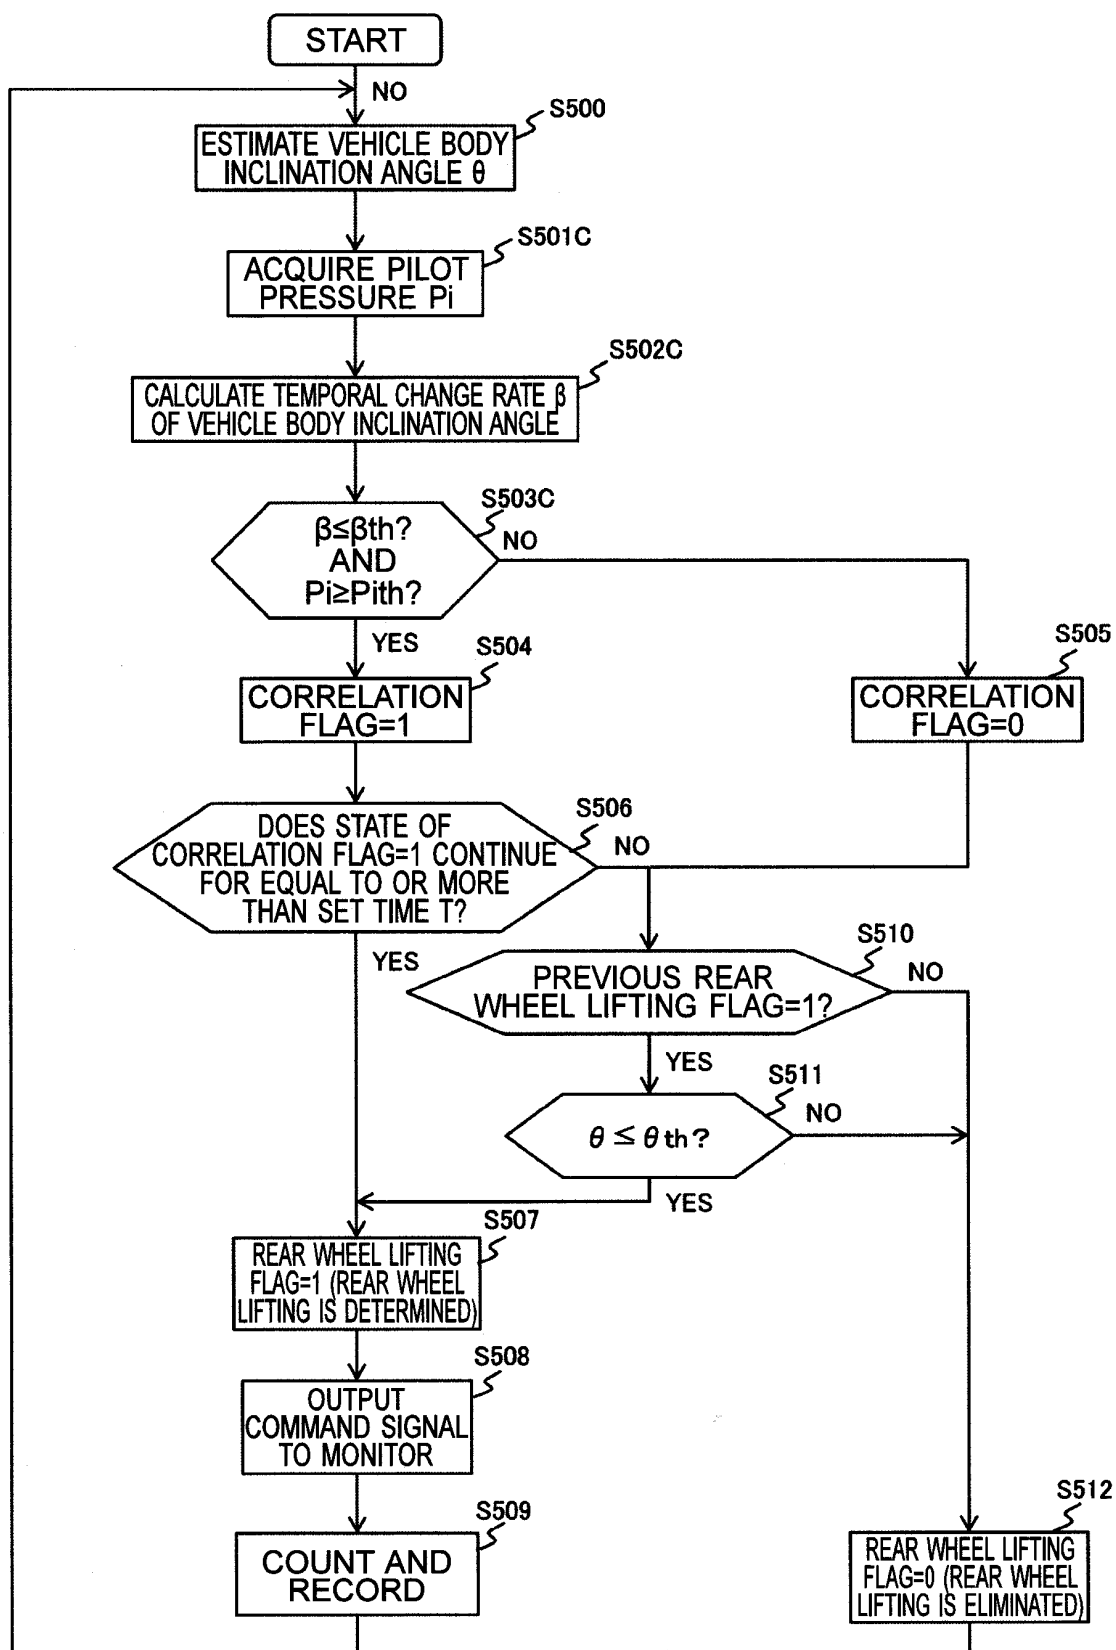 START
NO
S500
ESTIMATE VEHICLE BODY
INCLINATION ANGLE θ
S501C
ACQUIRE PILOT
PRESSURE Pi
S502C
CALCULATE TEMPORAL CHANGE RATE β
OF VEHICLE BODY INCLINATION ANGLE
S503C
β≤βth?
AND
Pi≥Pith?
NO
YES
S504
CORRELATION
FLAG=1
S505
CORRELATION
FLAG=0
S506
DOES STATE OF
CORRELATION FLAG=1 CONTINUE
FOR EQUAL TO OR MORE
THAN SET TIME T?
NO
YES
S510
PREVIOUS REAR
WHEEL LIFTING FLAG=1?
NO
YES
S511
θ ≤ θth?
NO
YES
S507
REAR WHEEL LIFTING
FLAG=1 (REAR WHEEL
LIFTING IS DETERMINED)
S508
OUTPUT
COMMAND SIGNAL
TO MONITOR
S509
COUNT AND
RECORD
S512
REAR WHEEL LIFTING
FLAG=0 (REAR WHEEL
LIFTING IS ELIMINATED)